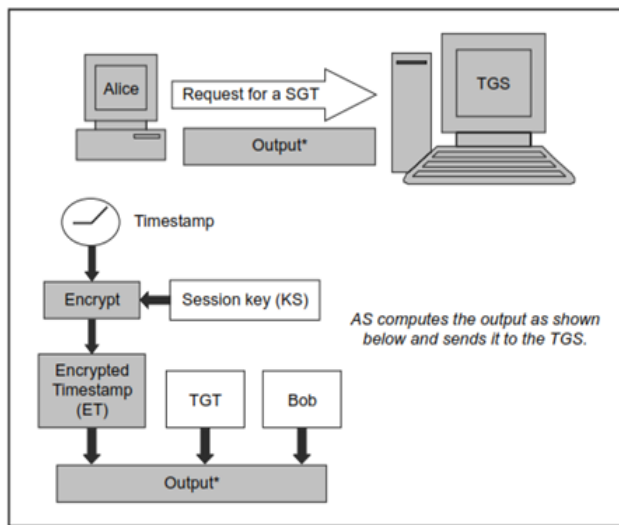 Alice
Request for a SGT
TGS
Output*
Timestamp
Encrypt
Session key (KS)
AS computes the output as shown
below and sends it to the TGS.
Encrypted
Timestamp
(ET)
TGT
Bob
Output*